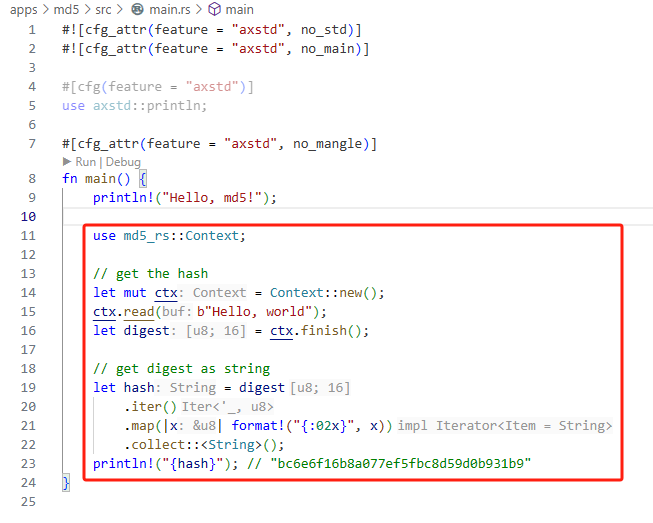 apps > md5 > src > main.rs > main
1 #![cfg_attr(feature = "axstd", no_std)]
2 #![cfg_attr(feature = "axstd", no_main)]
3
4 #[cfg(feature = "axstd")]
5 use axstd::println;
6
7 #[cfg_attr(feature = "axstd", no_mangle)]
▶ Run | Debug
8 fn main() {
9     println!("Hello, md5!");
10
11     use md5_rs::Context;
12
13     // get the hash
14     let mut ctx: Context = Context::new();
15     ctx.read(buf: b"Hello, world");
16     let digest: [u8; 16] = ctx.finish();
17
18     // get digest as string
19     let hash: String = digest [u8; 16]
20         .iter() Iter<'_, u8>
21         .map(|x: &u8| format!("{:02x}", x)) impl Iterator<Item = String>
22         .collect::<String>();
23     println!("{hash}"); // "bc6e6f16b8a077ef5fbc8d59d0b931b9"
24 }
25